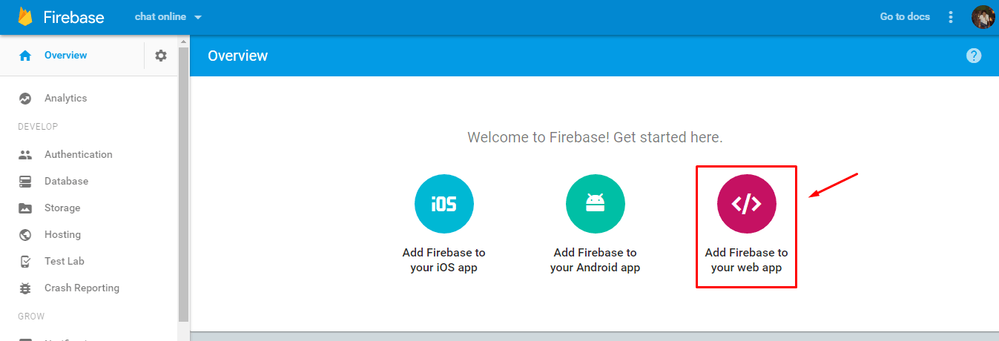 Firebase
chat online
Go to docs
Overview
Overview
?
Analytics
DEVELOP
Authentication
Database
Storage
Hosting
Test Lab
Crash Reporting
GROW
Welcome to Firebase! Get started here.
iOS
</>
Add Firebase to
your iOS app
Add Firebase to
your Android app
Add Firebase to
your web app